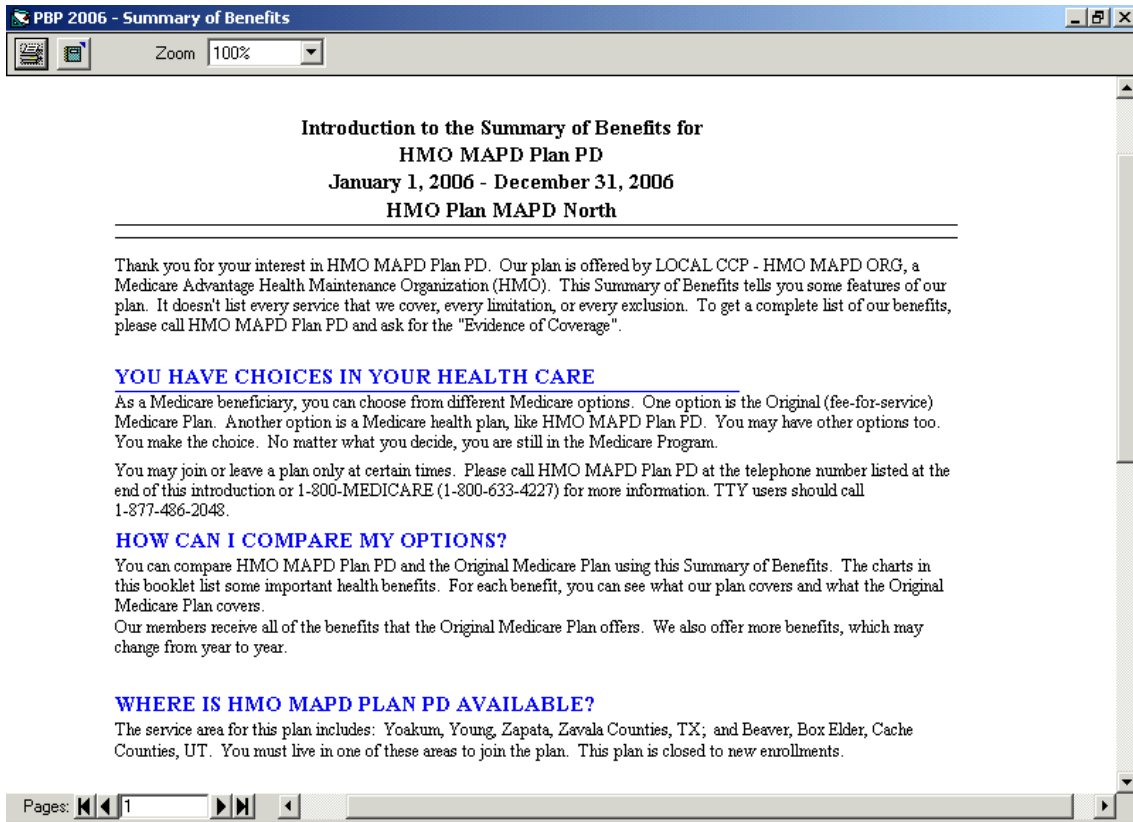 PBP 2006 - Summary of Benefits
Zoom 100%
Introduction to the Summary of Benefits for
HMO MAPD Plan PD
January 1, 2006 - December 31, 2006
HMO Plan MAPD North
Thank you for your interest in HMO MAPD Plan PD.  Our plan is offered by LOCAL CCP - HMO MAPD ORG, a
Medicare Advantage Health Maintenance Organization (HMO).  This Summary of Benefits tells you some features of our
plan.  It doesn't list every service that we cover, every limitation, or every exclusion.  To get a complete list of our benefits,
please call HMO MAPD Plan PD and ask for the "Evidence of Coverage".
YOU HAVE CHOICES IN YOUR HEALTH CARE
As a Medicare beneficiary, you can choose from different Medicare options.  One option is the Original (fee-for-service)
Medicare Plan.  Another option is a Medicare health plan, like HMO MAPD Plan PD.  You may have other options too.
You make the choice.  No matter what you decide, you are still in the Medicare Program.
You may join or leave a plan only at certain times.  Please call HMO MAPD Plan PD at the telephone number listed at the
end of this introduction or 1-800-MEDICARE (1-800-633-4227) for more information. TTY users should call
1-877-486-2048.
HOW CAN I COMPARE MY OPTIONS?
You can compare HMO MAPD Plan PD and the Original Medicare Plan using this Summary of Benefits.  The charts in
this booklet list some important health benefits.  For each benefit, you can see what our plan covers and what the Original
Medicare Plan covers.
Our members receive all of the benefits that the Original Medicare Plan offers.  We also offer more benefits, which may
change from year to year.
WHERE IS HMO MAPD PLAN PD AVAILABLE?
The service area for this plan includes:  Yoakum, Young, Zapata, Zavala Counties, TX;  and Beaver, Box Elder, Cache
Counties, UT.  You must live in one of these areas to join the plan.  This plan is closed to new enrollments.
Pages: 1